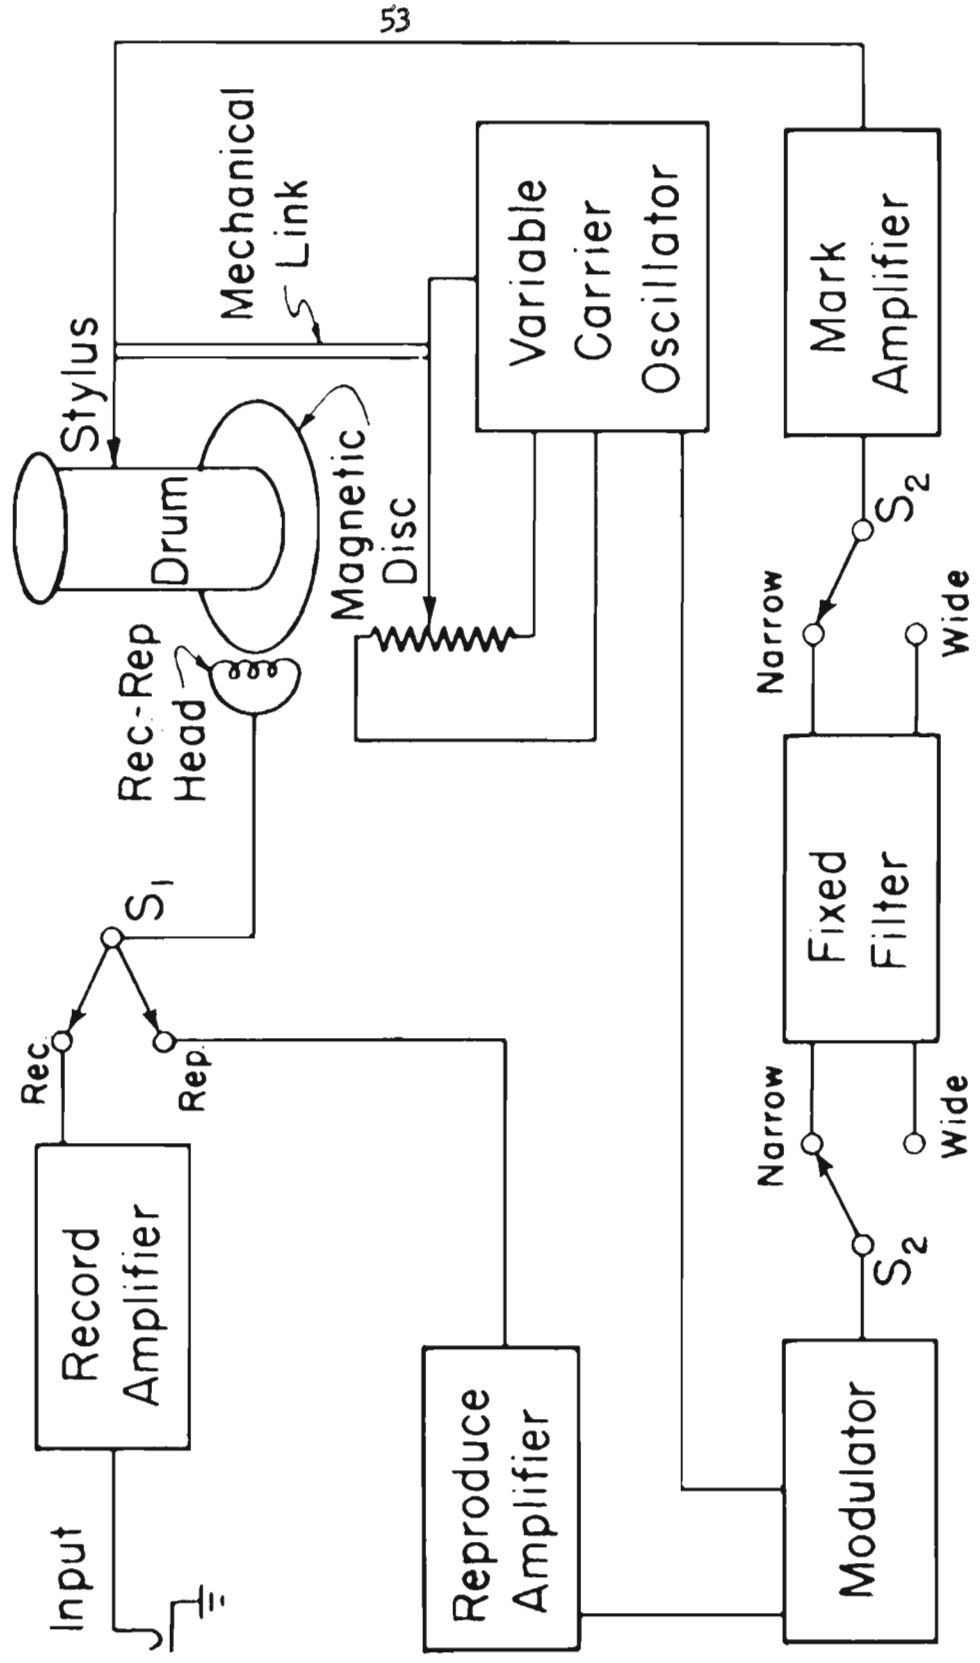 53
Input
Record
Amplifier
Rec.
Rep.
S1
Rec.-Rep
Head
Drum
Stylus
Mechanical
Link
Magnetic
Disc
Variable
Carrier
Oscillator
Reproduce
Amplifier
Modulator
S2
Narrow
Wide
Fixed
Filter
Narrow
Wide
S2
Mark
Amplifier